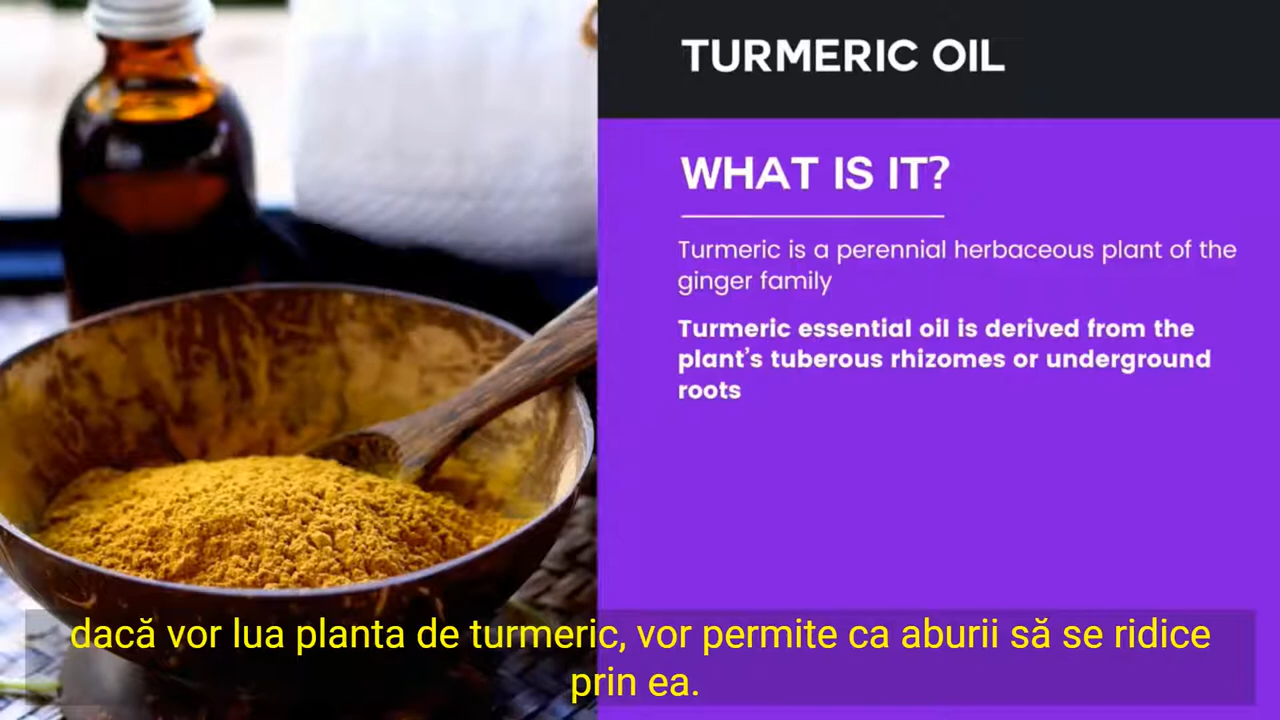 TURMERIC OIL
WHAT IS IT?
Turmeric is a perennial herbaceous plant of the
ginger family
Turmeric essential oil is derived from the
plant’s tuberous rhizomes or underground
roots
dacă vor lua planta de turmeric, vor permite ca aburii să se ridice
prin ea.